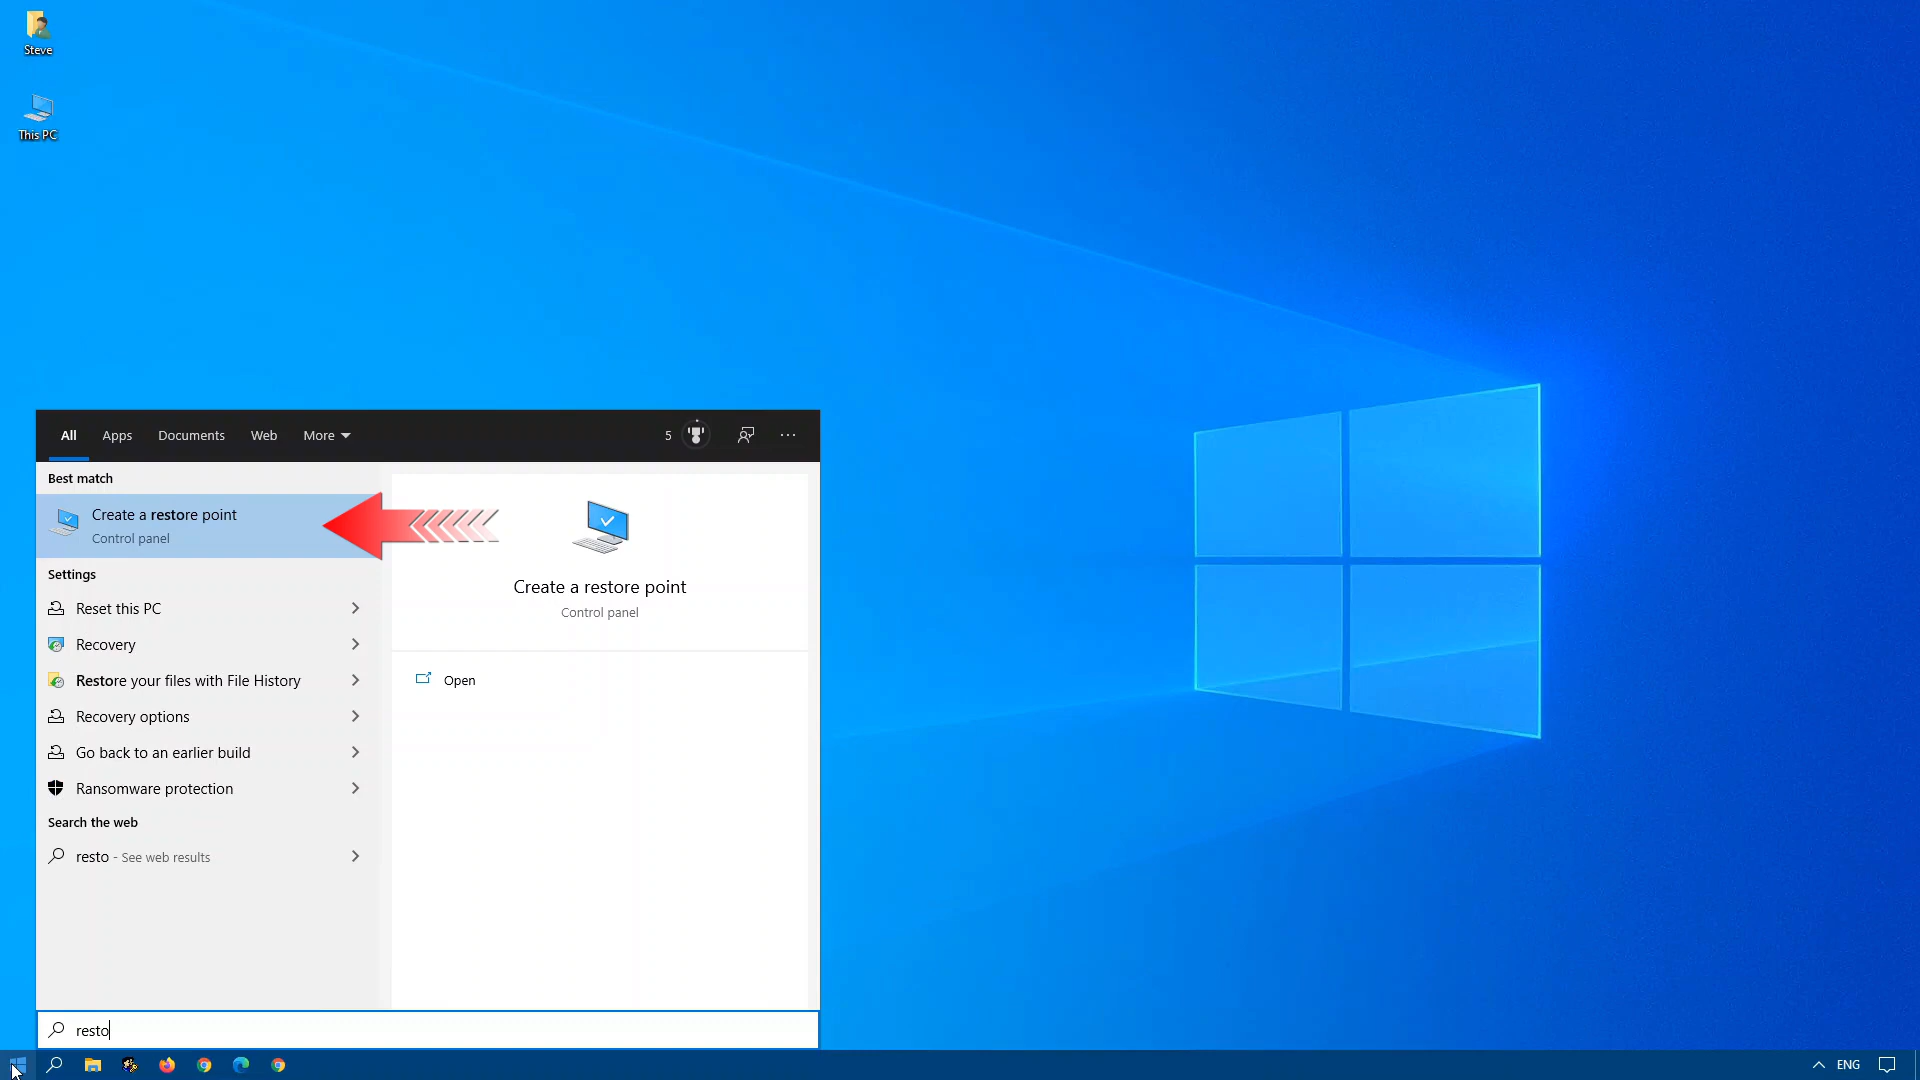 Steve
This PC
All Apps Documents Web More 5 ...
Best match
Create a restore point
Control panel
Settings
Reset this PC
Recovery
Restore your files with File History
Recovery options
Go back to an earlier build
Ransomware protection
Search the web
resto - See web results
Create a restore point
Control panel
Open
resto
ENG